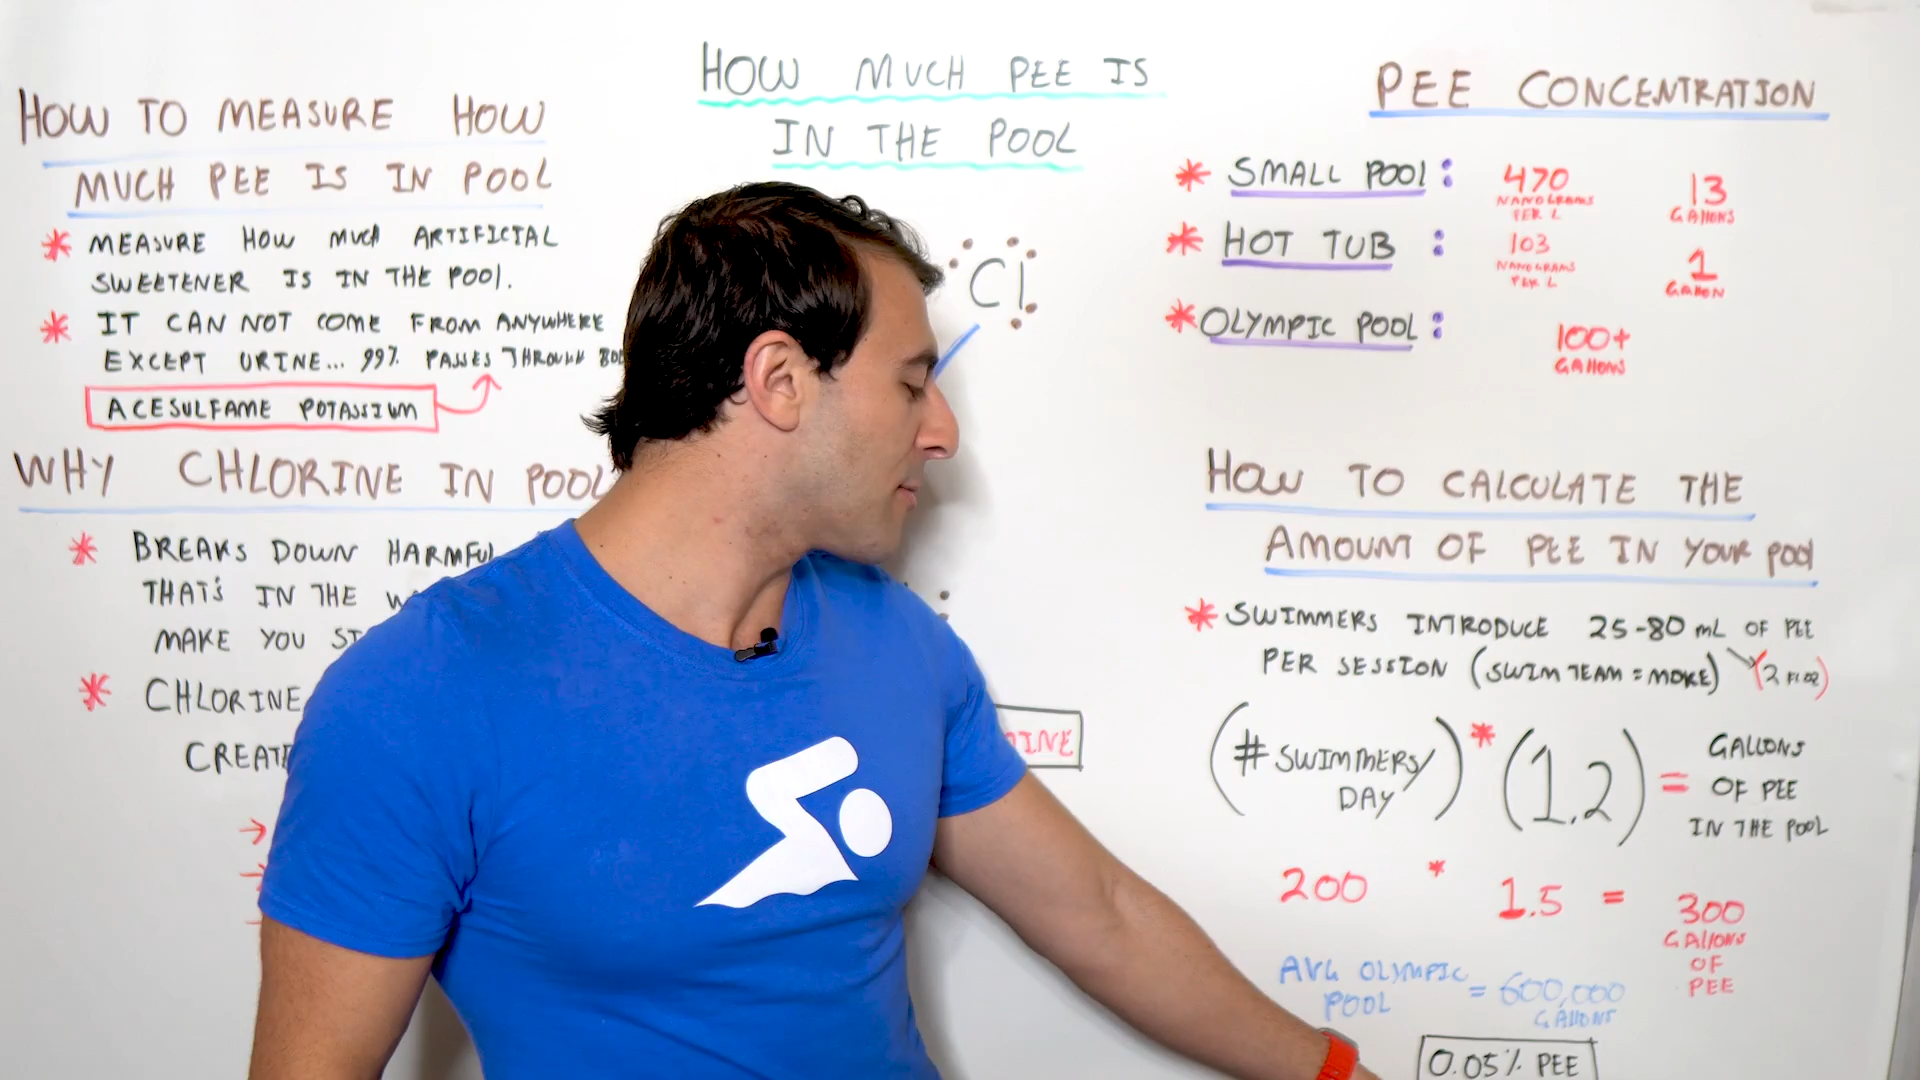 HOW MUCH PEE IS
IN THE POOL
HOW TO MEASURE HOW
MUCH PEE IS IN POOL
* MEASURE HOW MUCH ARTIFICIAL
SWEETENER IS IN THE POOL.
* IT CAN NOT COME FROM ANYWHERE
EXCEPT URINE... 99% PASSES THROUGH
ACESULFAME POTASSIUM
WHY CHLORINE IN POOL
* BREAKS DOWN HARMFUL
THAT'S IN THE
MAKE YOU
* CHLORINE
CREATE
Cl
PEE CONCENTRATION
* SMALL POOL: 470 NANOGRAMS PER L 13 GALLONS
* HOT TUB : 103 NANOGRAMS PER L 1 GALLON
* OLYMPIC POOL: 100+ GALLONS
HOW TO CALCULATE THE
AMOUNT OF PEE IN YOUR POOL
* SWIMMERS INTRODUCE 25-80 mL OF PEE
PER SESSION (SWIM TEAM = MORE) (2 FL OZ)
(# SWIMMERS/DAY) * (1.2) = GALLONS OF PEE IN THE POOL
200 * 1.5 = 300 GALLONS OF PEE
AVG OLYMPIC POOL = 600,000 GALLONS
0.05% PEE